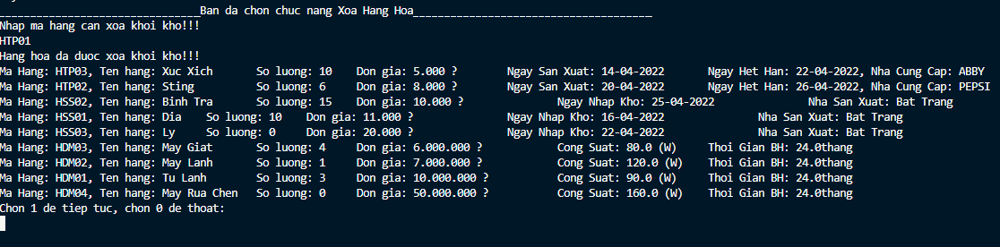 ______________________________Ban da chon chuc nang Xoa Hang Hoa____________________________________
Nhap ma hang can xoa khoi kho!!!
HTP01
Hang hoa da duoc xoa khoi kho!!!
Ma Hang: HTP03, Ten hang: Xuc Xich So luong: 10 Don gia: 5.000 ? Ngay San Xuat: 14-04-2022 Ngay Het Han: 22-04-2022, Nha Cung Cap: ABBY
Ma Hang: HTP02, Ten hang: Sting So luong: 6 Don gia: 8.000 ? Ngay San Xuat: 20-04-2022 Ngay Het Han: 26-04-2022, Nha Cung Cap: PEPSI
Ma Hang: HSS02, Ten hang: Binh Tra So luong: 15 Don gia: 10.000 ? Ngay Nhap Kho: 25-04-2022 Nha San Xuat: Bat Trang
Ma Hang: HSS01, Ten hang: Dia So luong: 10 Don gia: 11.000 ? Ngay Nhap Kho: 16-04-2022 Nha San Xuat: Bat Trang
Ma Hang: HSS03, Ten hang: Ly So luong: 0 Don gia: 20.000 ? Ngay Nhap Kho: 22-04-2022 Nha San Xuat: Bat Trang
Ma Hang: HDM03, Ten hang: May Giat So luong: 4 Don gia: 6.000.000 ? Cong Suat: 80.0 (W) Thoi Gian BH: 24.0thang
Ma Hang: HDM02, Ten hang: May Lanh So luong: 1 Don gia: 7.000.000 ? Cong Suat: 120.0 (W) Thoi Gian BH: 24.0thang
Ma Hang: HDM01, Ten hang: Tu Lanh So luong: 3 Don gia: 10.000.000 ? Cong Suat: 90.0 (W) Thoi Gian BH: 24.0thang
Ma Hang: HDM04, Ten hang: May Rua Chen So luong: 0 Don gia: 50.000.000 ? Cong Suat: 160.0 (W) Thoi Gian BH: 24.0thang
Chon 1 de tiep tuc, chon 0 de thoat: